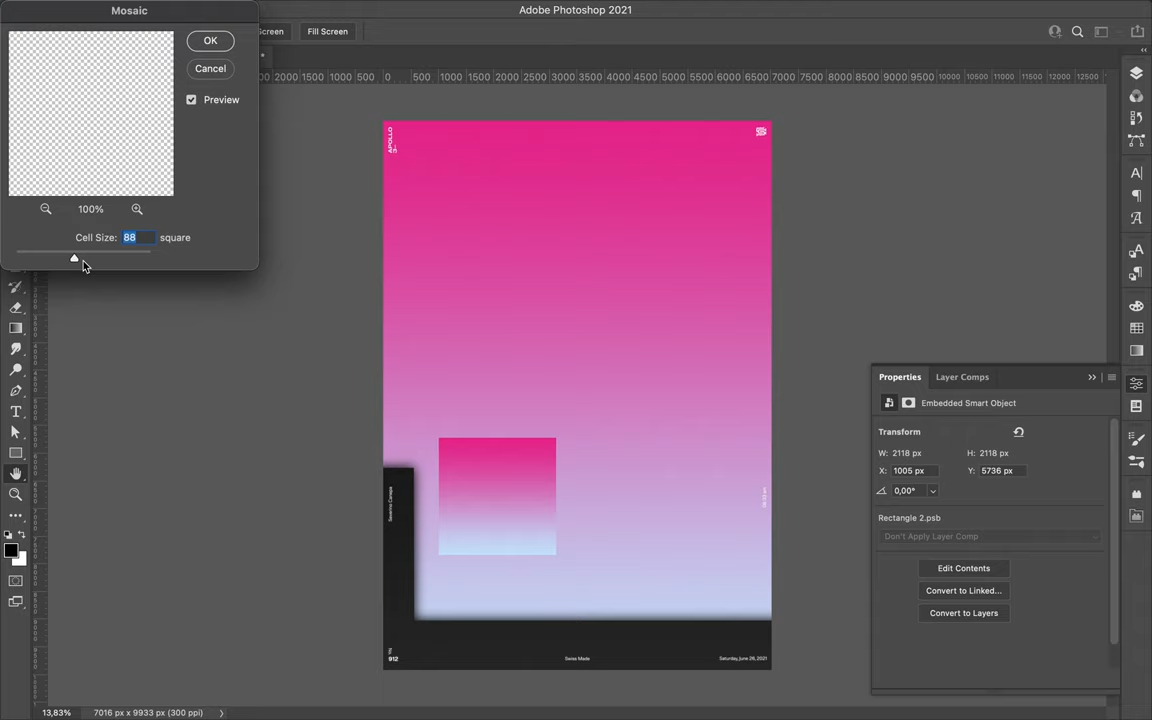 Mosaic
Adobe Photoshop 2021
OK
Screen
Fill Screen
Cancel
Preview
2000 1500 1000 500 0 500 1000 1500 2000 2500 3000 3500 4000 4500 5000 5500 6000 6500 7000 7500 8000 8500 9000 9500 10000 10500 11000 11500 12000 12500
APOLLO
100%
Cell Size: 88 square
Properties Layer Comps
Embedded Smart Object
Transform
W: 2118 px H: 2118 px
X: 1005 px Y: 5736 px
0,00°
Severino Canepa
Rectangle 2.psb
Don't Apply Layer Comp
Edit Contents
Convert to Linked...
Convert to Layers
912
Swiss Made
Saturday, June 26, 2021
13,83% 7016 px x 9933 px (300 ppi)